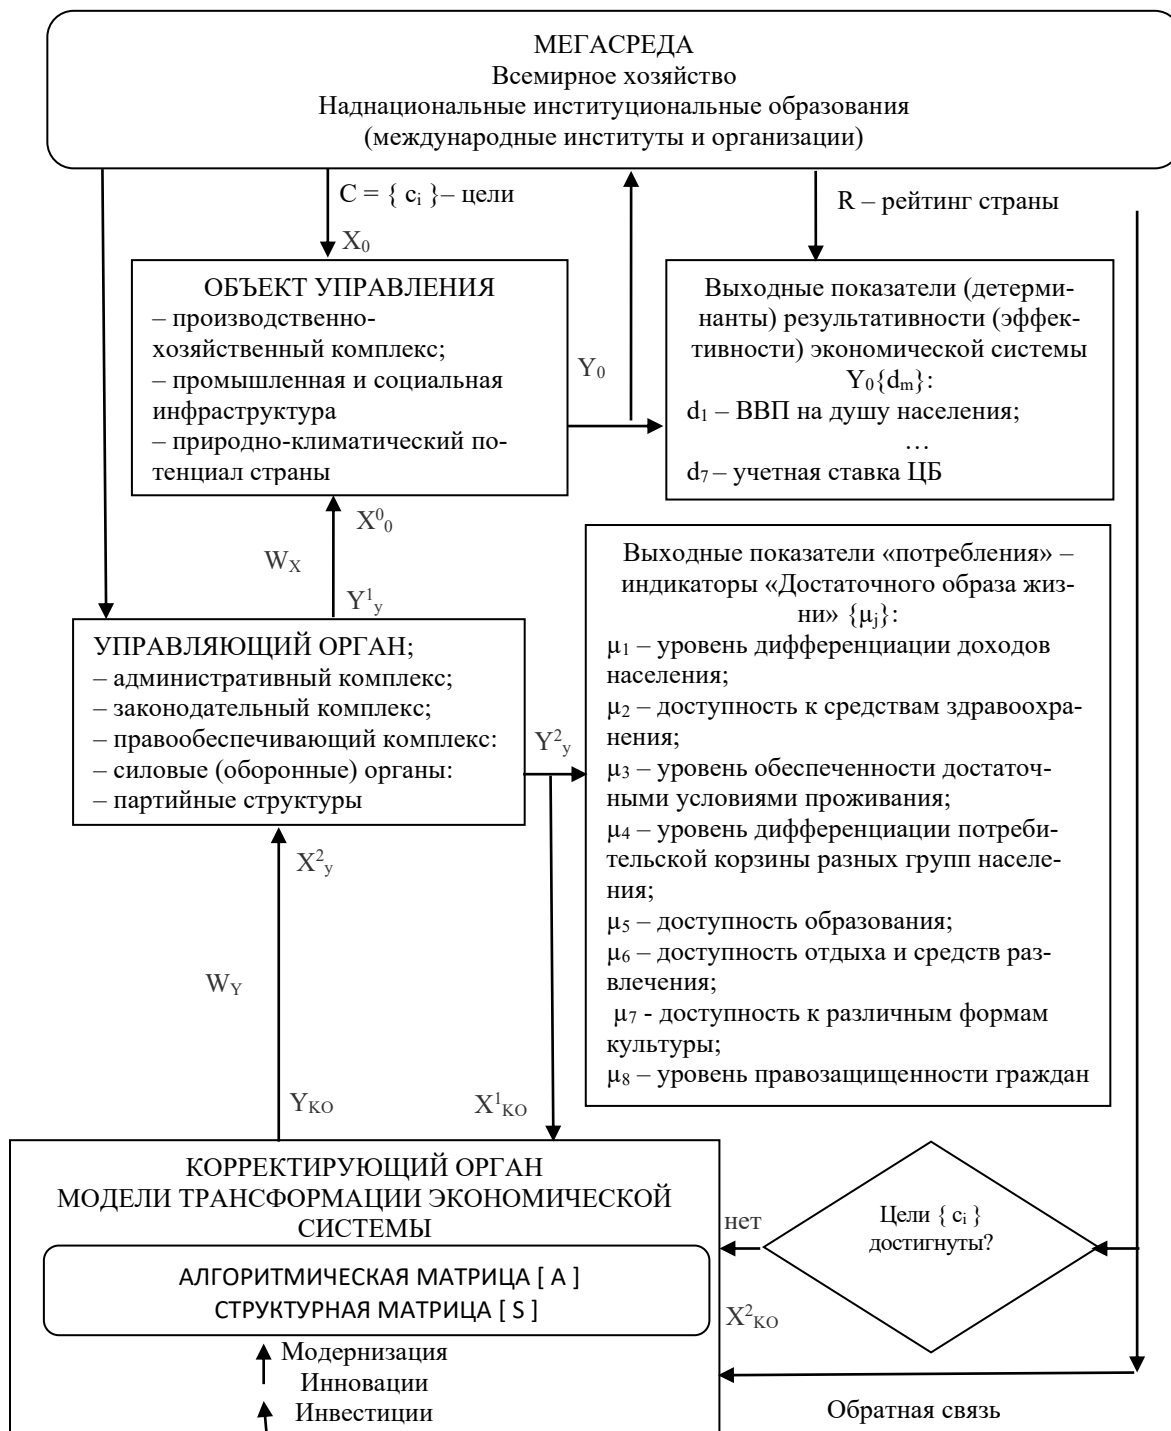 МЕГАСРЕДА
Всемирное хозяйство
Наднациональные институциональные образования
(международные институты и организации)
C = { cᵢ }– цели
R – рейтинг страны
X₀
ОБЪЕКТ УПРАВЛЕНИЯ
– производственно-
хозяйственный комплекс;
– промышленная и социальная
инфраструктура
– природно-климатический по-
тенциал страны
Y₀
Выходные показатели (детерми-
нанты) результативности (эффек-
тивности) экономической системы
Y₀{dₘ}:
d₁ – ВВП на душу населения;
…
d₇ – учетная ставка ЦБ
X⁰₀
W_X
Y¹_y
УПРАВЛЯЮЩИЙ ОРГАН;
– административный комплекс;
– законодательный комплекс;
– правообеспечивающий комплекс:
– силовые (оборонные) органы:
– партийные структуры
Y²_y
Выходные показатели «потребления» –
индикаторы «Достаточного образа жиз-
ни» {µⱼ}:
µ₁ – уровень дифференциации доходов
населения;
µ₂ – доступность к средствам здравоохра-
нения;
µ₃ – уровень обеспеченности достаточ-
ными условиями проживания;
µ₄ – уровень дифференциации потреби-
тельской корзины разных групп населе-
ния;
µ₅ – доступность образования;
µ₆ – доступность отдыха и средств раз-
влечения;
µ₇ - доступность к различным формам
культуры;
µ₈ – уровень правозащищенности граждан
X²_y
W_Y
Y_KO
X¹_KO
КОРРЕКТИРУЮЩИЙ ОРГАН
МОДЕЛИ ТРАНСФОРМАЦИИ ЭКОНОМИЧЕСКОЙ
СИСТЕМЫ
АЛГОРИТМИЧЕСКАЯ МАТРИЦА [ A ]
СТРУКТУРНАЯ МАТРИЦА [ S ]
Модернизация
Инновации
Инвестиции
нет
Цели { cᵢ }
достигнуты?
X²_KO
Обратная связь